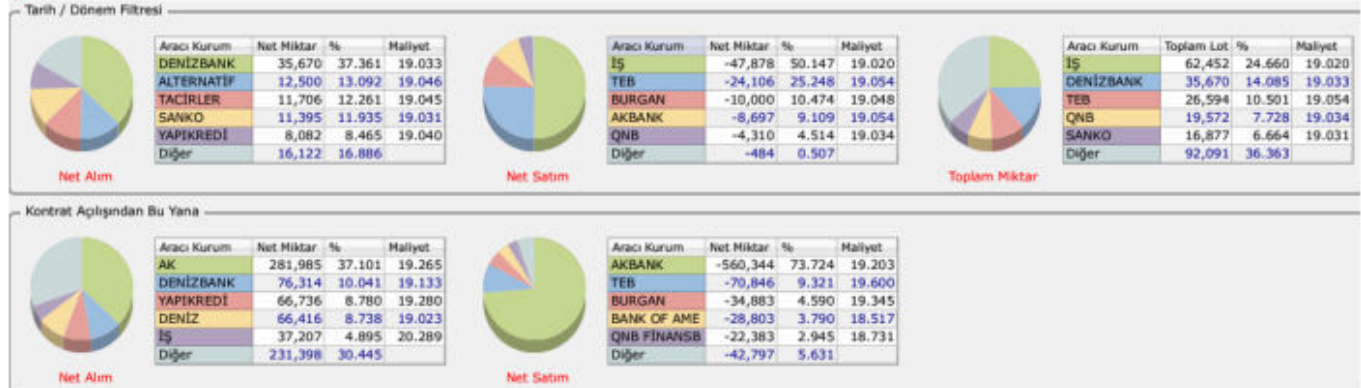 Tarih / Dönem Filtresi
Aracı Kurum Net Miktar % Maliyet
DENİZBANK 35,670 37.361 19.033
ALTERNATİF 12,500 13.092 19.046
TACİRLER 11,706 12.261 19.045
SANKO 11,395 11.935 19.031
YAPIKREDİ 8,082 8.465 19.040
Diğer 16,122 16.886
Net Alım
Aracı Kurum Net Miktar % Maliyet
İŞ -47,878 50.147 19.020
TEB -24,106 25.248 19.054
BURGAN -10,000 10.474 19.048
AKBANK -8,697 9.109 19.054
QNB -4,310 4.514 19.034
Diğer -484 0.507
Net Satım
Aracı Kurum Toplam Lot % Maliyet
İŞ 62,452 24.660 19.020
DENİZBANK 35,670 14.085 19.033
TEB 26,594 10.501 19.054
QNB 19,572 7.728 19.034
SANKO 16,877 6.664 19.031
Diğer 92,091 36.363
Toplam Miktar
Kontrat Açılışından Bu Yana
Aracı Kurum Net Miktar % Maliyet
AK 281,985 37.101 19.265
DENİZBANK 76,314 10.041 19.133
YAPIKREDİ 66,736 8.780 19.280
DENİZ 66,416 8.738 19.023
İŞ 37,207 4.895 20.289
Diğer 231,398 30.445
Net Alım
Aracı Kurum Net Miktar % Maliyet
AKBANK -560,344 73.724 19.203
TEB -70,846 9.321 19.600
BURGAN -34,883 4.590 19.345
BANK OF AME -28,803 3.790 18.517
QNB FİNANSB -22,383 2.945 18.731
Diğer -42,797 5.631
Net Satım